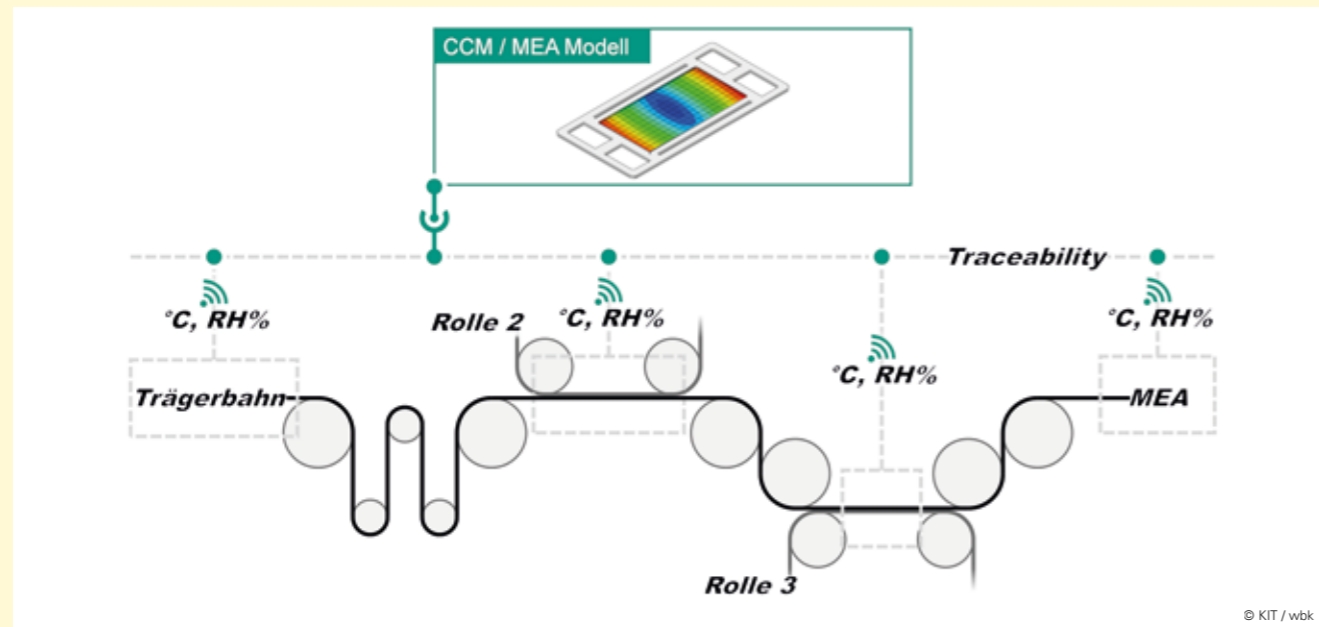 CCM / MEA Modell
Traceability
°C, RH%
Rolle 2
°C, RH%
°C, RH%
°C, RH%
Trägerbahn
MEA
Rolle 3
© KIT / wbk